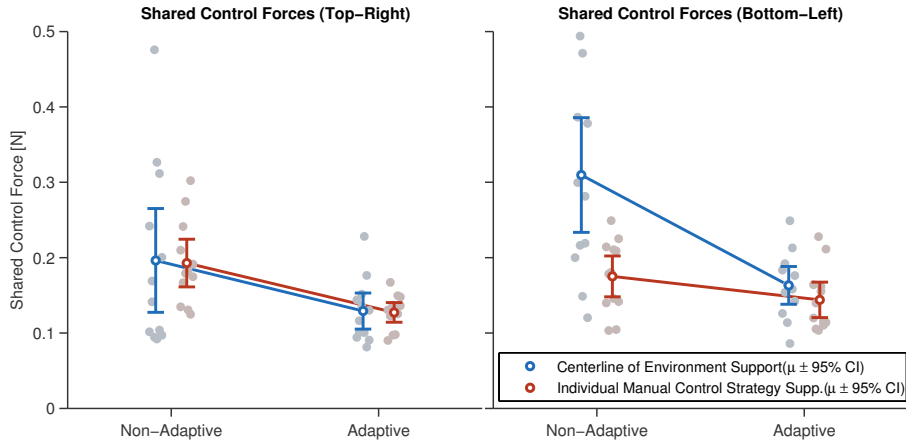 Shared Control Forces (Top−Right)
Shared Control Forces (Bottom−Left)
Shared Control Force [N]
0.5
0.4
0.3
0.2
0.1
0
Centerline of Environment Support(μ ± 95% CI)
Individual Manual Control Strategy Supp.(μ ± 95% CI)
Non−Adaptive
Adaptive
Non−Adaptive
Adaptive